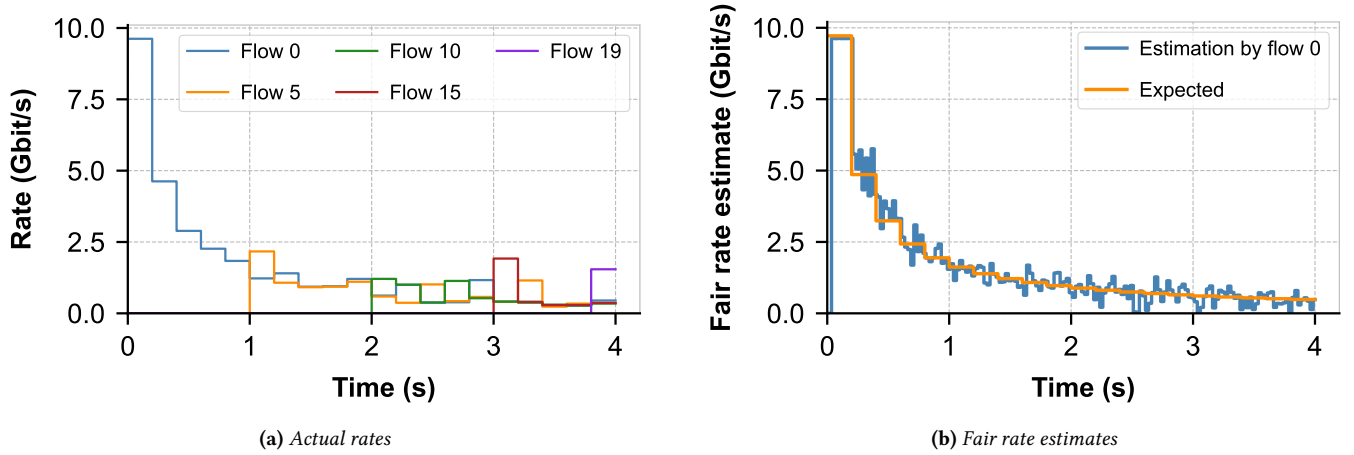 Rate (Gbit/s)
10.0
7.5
5.0
2.5
0.0
Flow 0
Flow 10
Flow 19
Flow 5
Flow 15
0
1
2
3
4
Time (s)
(a) Actual rates
Fair rate estimate (Gbit/s)
10.0
7.5
5.0
2.5
0.0
Estimation by flow 0
Expected
0
1
2
3
4
Time (s)
(b) Fair rate estimates